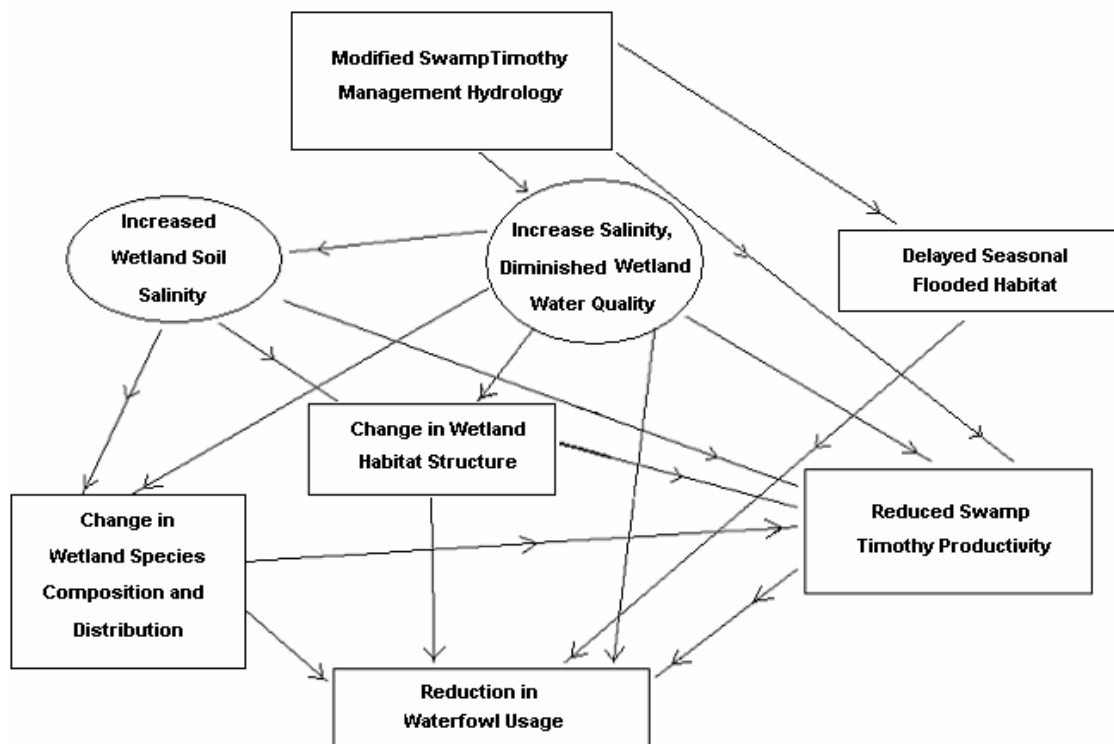 Modified SwampTimothy
Management Hydrology
Increased
Wetland Soil
Salinity
Increase Salinity,
Diminished Wetland
Water Quality
Delayed Seasonal
Flooded Habitat
Change in Wetland
Habitat Structure
Change in
Wetland Species
Composition and
Distribution
Reduced Swamp
Timothy Productivity
Reduction in
Waterfowl Usage